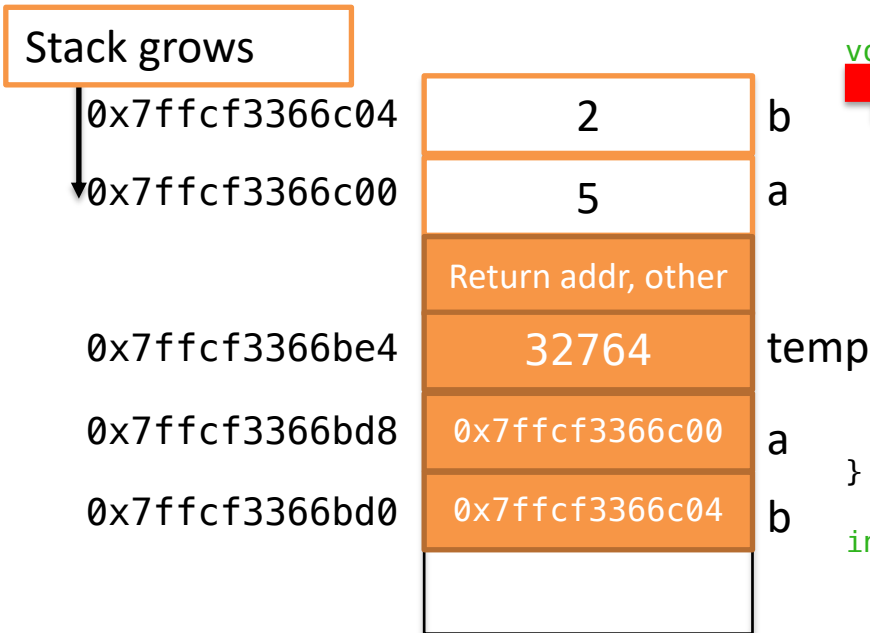 Stack grows
0x7ffcf3366c04 2 b
0x7ffcf3366c00 5 a
Return addr, other
0x7ffcf3366be4 32764 temp
0x7ffcf3366bd8 0x7ffcf3366c00 a
}
0x7ffcf3366bd0 0x7ffcf3366c04 b